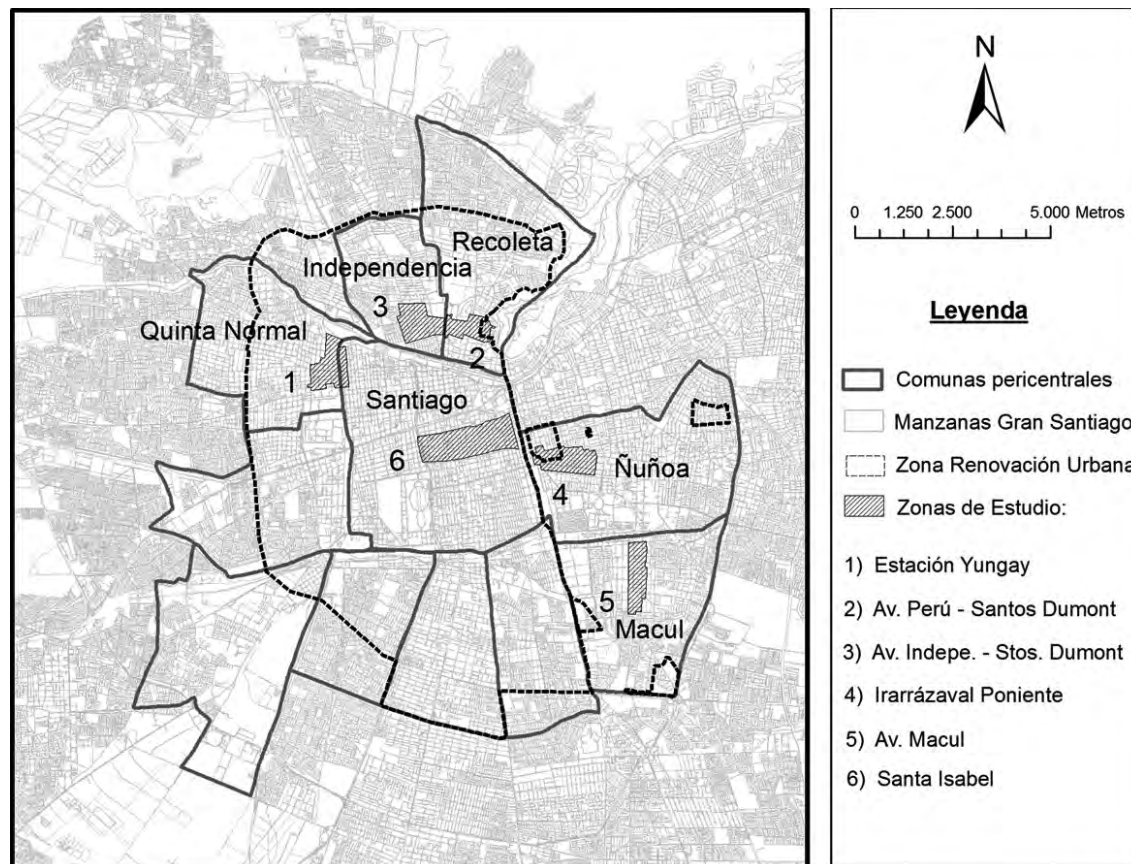 Recoleta
Independencia
3
Quinta Normal
2
1
Santiago
6
Ñuñoa
4
5
Macul
N
0 1.250 2.500 5.000 Metros
Leyenda
Comunas pericentrales
Manzanas Gran Santiago
Zona Renovación Urbana
Zonas de Estudio:
1) Estación Yungay
2) Av. Perú - Santos Dumont
3) Av. Indepe. - Stos. Dumont
4) Irarrázaval Poniente
5) Av. Macul
6) Santa Isabel